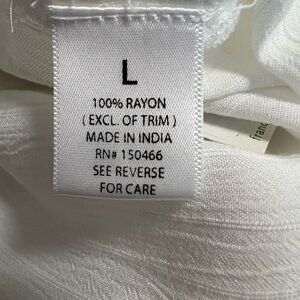 L
100% RAYON
( EXCL. OF TRIM )
MADE IN INDIA
RN# 150466
SEE REVERSE
FOR CARE